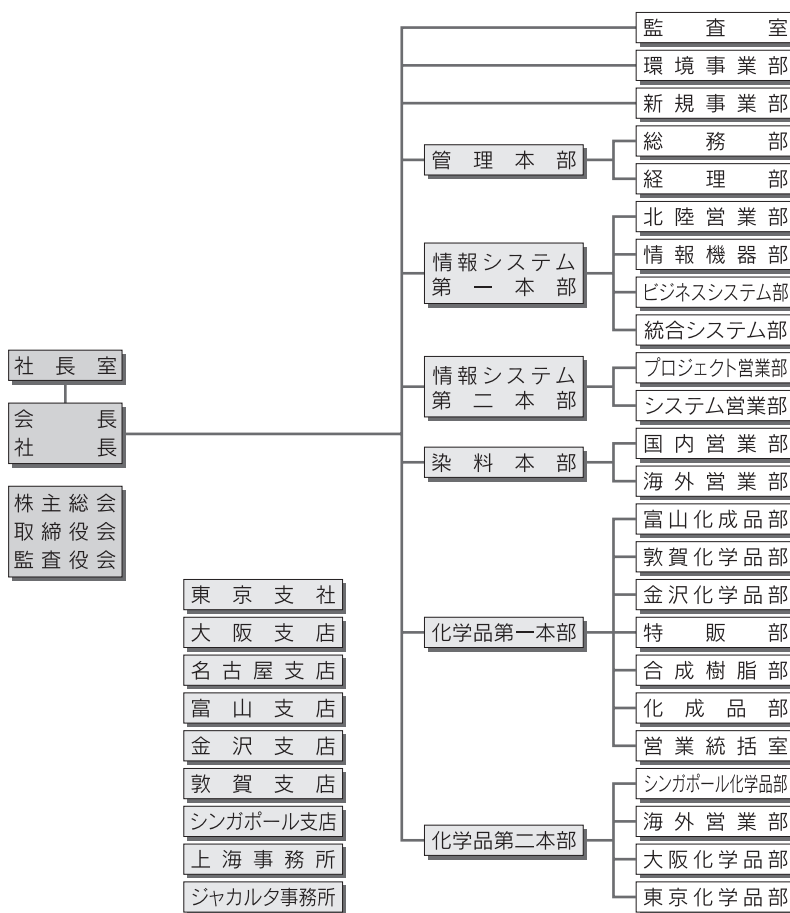 社長室
会長
社長
株主総会
取締役会
監査役会
東京支社
大阪支店
名古屋支店
富山支店
金沢支店
敦賀支店
シンガポール支店
上海事務所
ジャカルタ事務所
管理本部
情報システム
第一本部
情報システム
第二本部
染料本部
化学品第一本部
化学品第二本部
監査室
環境事業部
新規事業部
総務部
経理部
北陸営業部
情報機器部
ビジネスシステム部
統合システム部
プロジェクト営業部
システム営業部
国内営業部
海外営業部
富山化成品部
敦賀化学品部
金沢化学品部
特販部
合成樹脂部
化成品部
営業統括室
シンガポール化学品部
海外営業部
大阪化学品部
東京化学品部